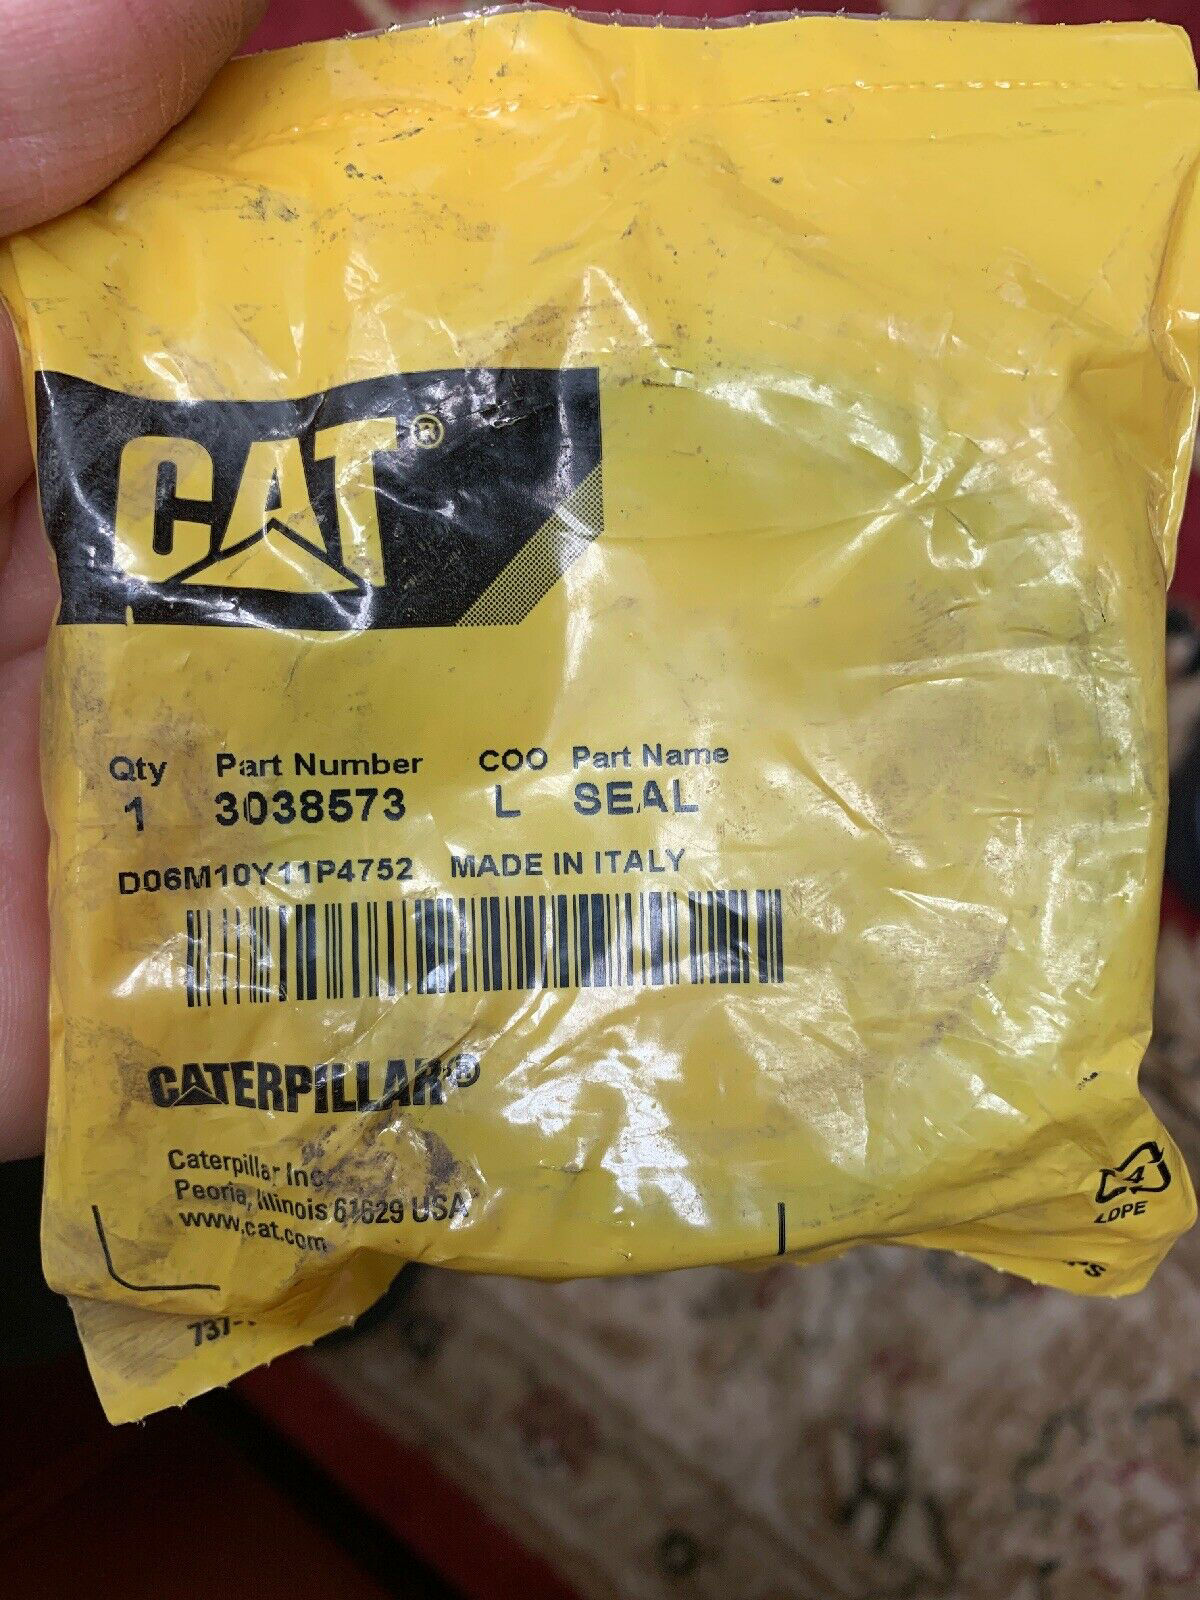 CAT®
Qty Part Number COO Part Name
1 3038573 L SEAL
D06M10Y11P4752 MADE IN ITALY
CATERPILLAR®
Caterpillar Inc.
Peoria, Illinois 61629 USA
www.cat.com
4
LDPE
737-